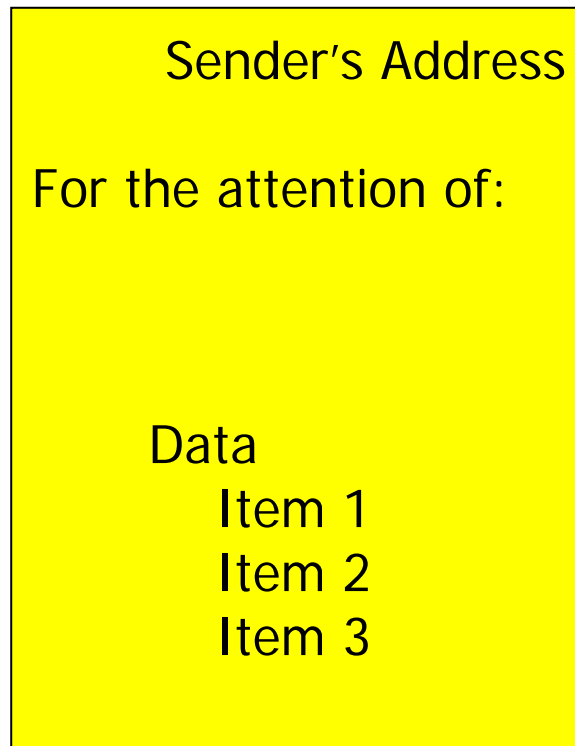 Sender's Address
For the attention of:
Data
Item 1
Item 2
Item 3